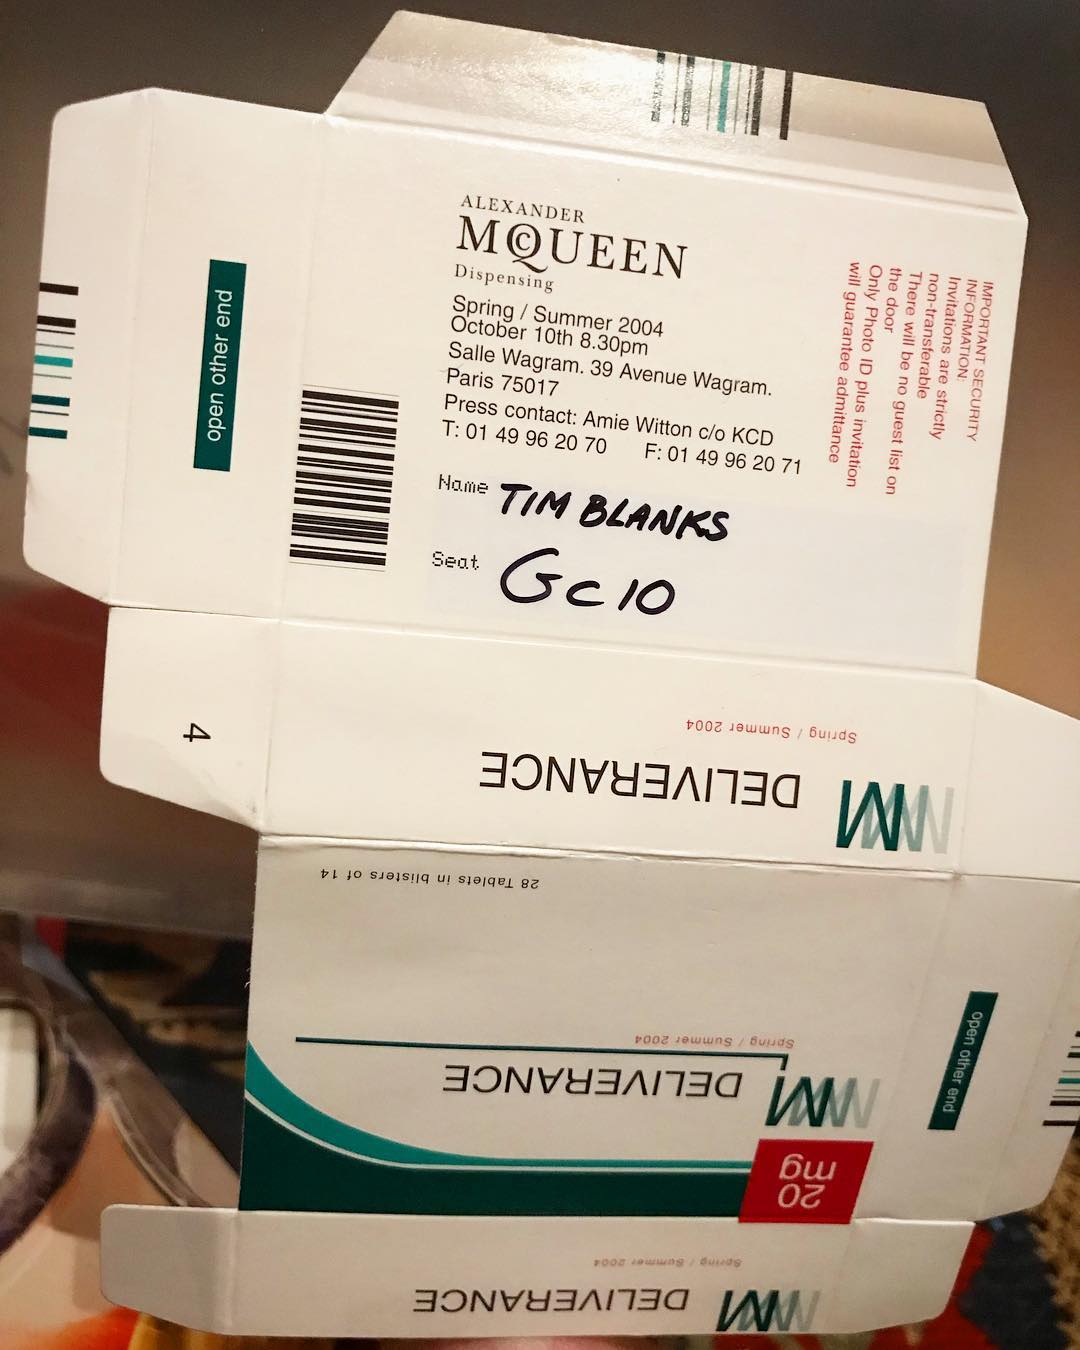 ALEXANDER
McQUEEN
Dispensing
Spring / Summer 2004
October 10th 8.30pm
Salle Wagram. 39 Avenue Wagram.
Paris 75017
Press contact: Amie Witton c/o KCD
T: 01 49 96 20 70 F: 01 49 96 20 71
Name TIM BLANKS
Seat Gc 10
IMPORTANT SECURITY
INFORMATION:
Invitations are strictly
non-transferable
There will be no guest list on
the door
Only Photo ID plus invitation
will guarantee admittance
open other end
4
Spring / Summer 2004
DELIVERANCE
28 Tablets in blisters of 14
Spring / Summer 2004
DELIVERANCE
20
mg
open other end
Spring / Summer 2004
DELIVERANCE